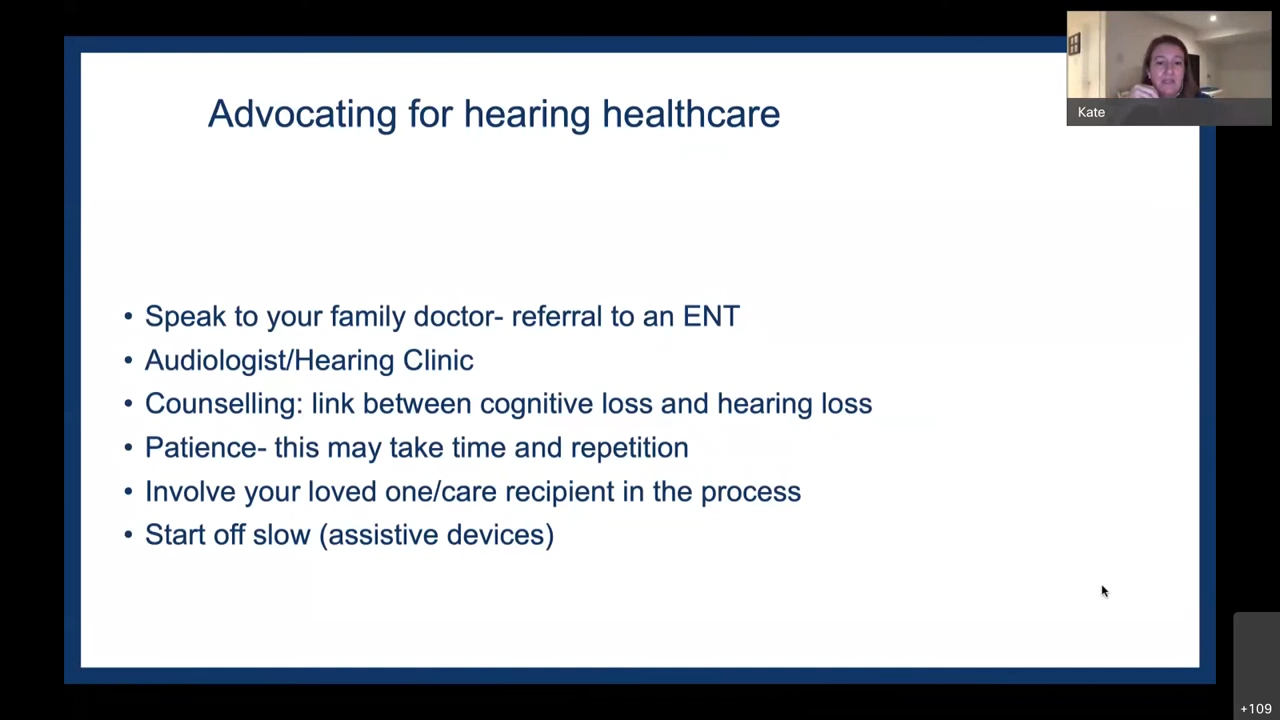 Advocating for hearing healthcare
Kate
• Speak to your family doctor- referral to an ENT
• Audiologist/Hearing Clinic
• Counselling: link between cognitive loss and hearing loss
• Patience- this may take time and repetition
• Involve your loved one/care recipient in the process
• Start off slow (assistive devices)
+109